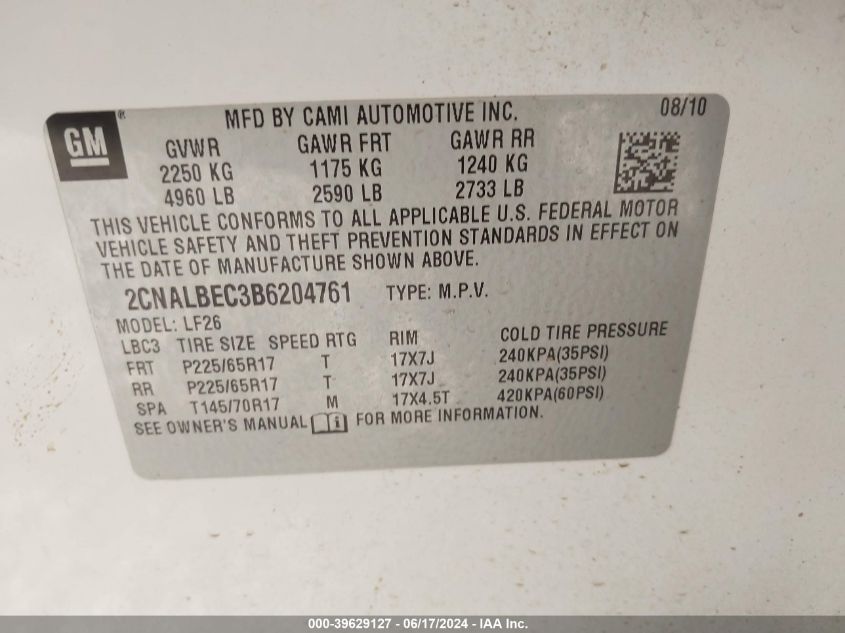 GM ®
MFD BY CAMI AUTOMOTIVE INC. 08/10
GVWR GAWR FRT GAWR RR
2250 KG 1175 KG 1240 KG
4960 LB 2590 LB 2733 LB
THIS VEHICLE CONFORMS TO ALL APPLICABLE U.S. FEDERAL MOTOR
VEHICLE SAFETY AND THEFT PREVENTION STANDARDS IN EFFECT ON
THE DATE OF MANUFACTURE SHOWN ABOVE.
2CNALBEC3B6204761 TYPE: M.P.V.
MODEL: LF26
LBC3 TIRE SIZE SPEED RTG RIM COLD TIRE PRESSURE
FRT P225/65R17 T 17X7J 240KPA(35PSI)
RR P225/65R17 T 17X7J 240KPA(35PSI)
SPA T145/70R17 M 17X4.5T 420KPA(60PSI)
SEE OWNER'S MANUAL i FOR MORE INFORMATION.
000-39629127 - 06/17/2024 - IAA Inc.